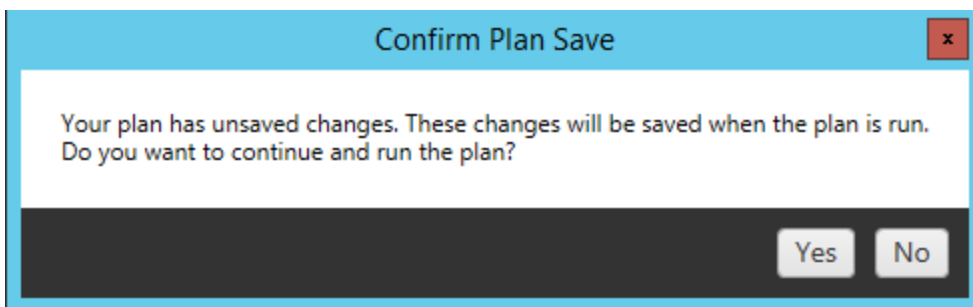 Confirm Plan Save
x
Your plan has unsaved changes. These changes will be saved when the plan is run.
Do you want to continue and run the plan?
Yes
No